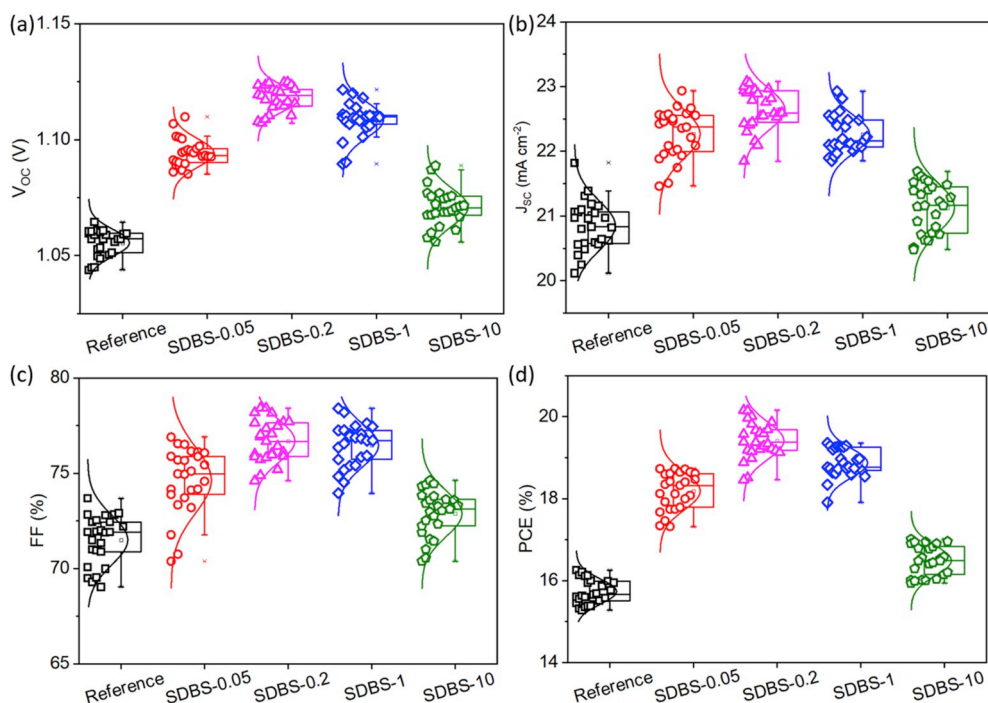 (a)
1.15
1.10
1.05
V_OC (V)
Reference
SDBS-0.05
SDBS-0.2
SDBS-1
SDBS-10
(b)
24
23
22
21
20
J_SC (mA cm⁻²)
Reference
SDBS-0.05
SDBS-0.2
SDBS-1
SDBS-10
(c)
80
75
70
65
FF (%)
Reference
SDBS-0.05
SDBS-0.2
SDBS-1
SDBS-10
(d)
20
18
16
14
PCE (%)
Reference
SDBS-0.05
SDBS-0.2
SDBS-1
SDBS-10